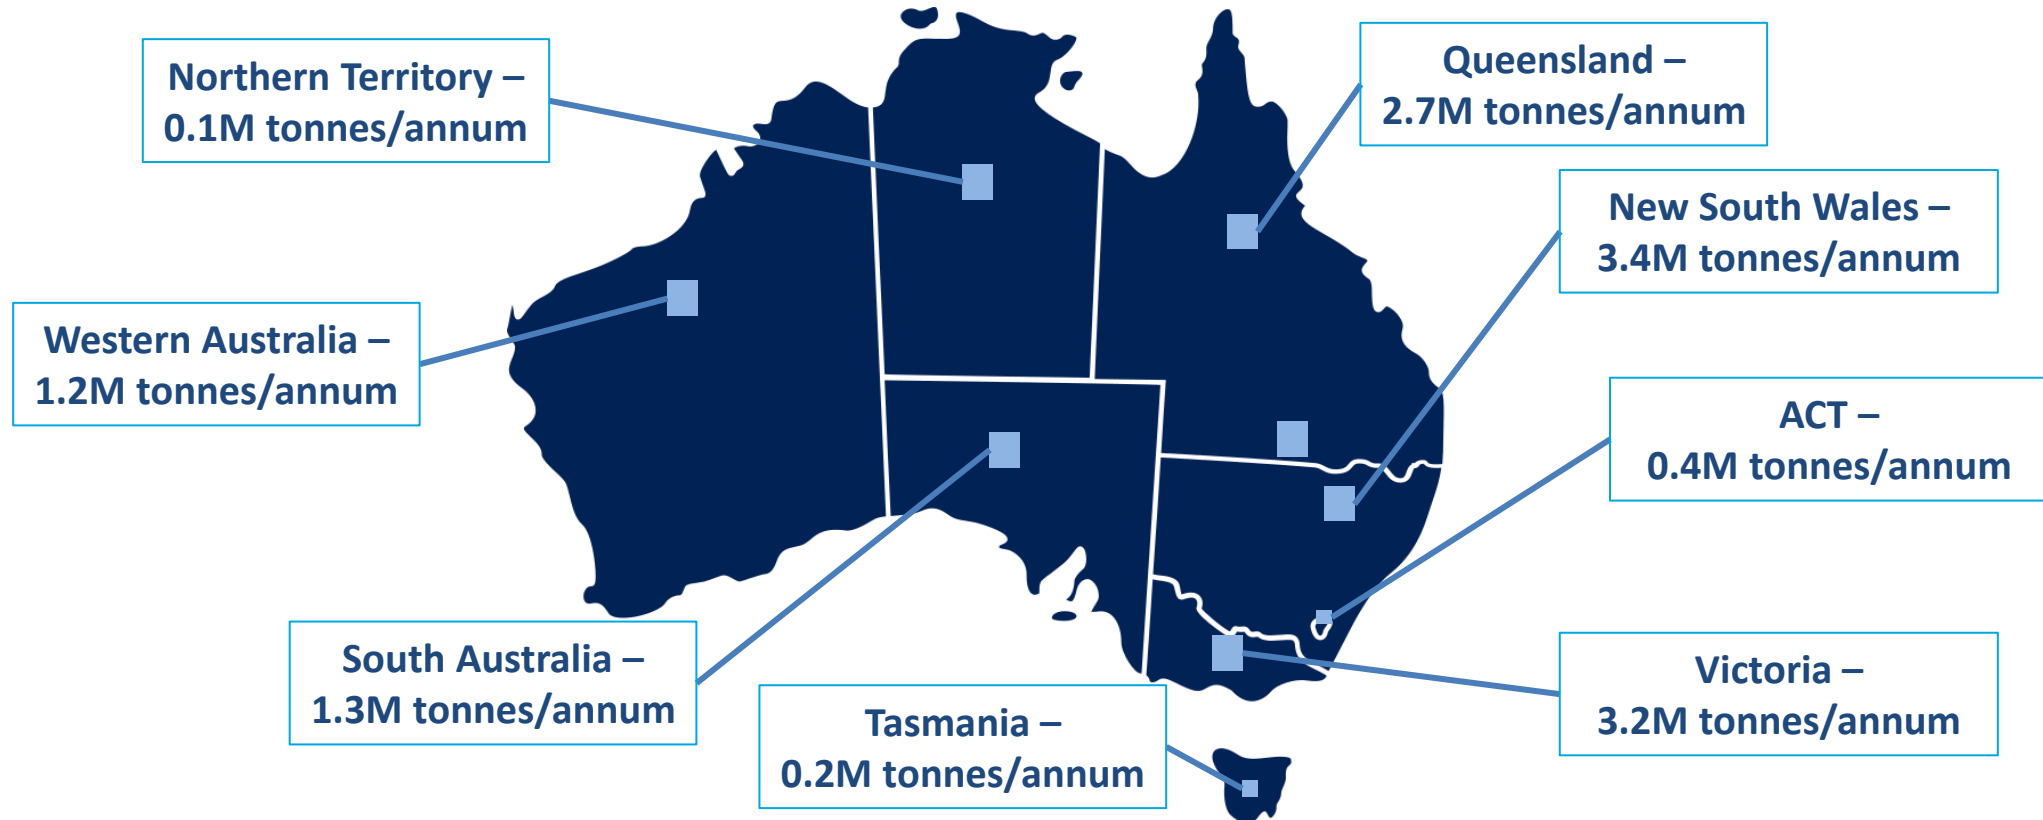 Northern Territory –
0.1M tonnes/annum
Queensland –
2.7M tonnes/annum
New South Wales –
3.4M tonnes/annum
Western Australia –
1.2M tonnes/annum
ACT –
0.4M tonnes/annum
South Australia –
1.3M tonnes/annum
Tasmania –
0.2M tonnes/annum
Victoria –
3.2M tonnes/annum